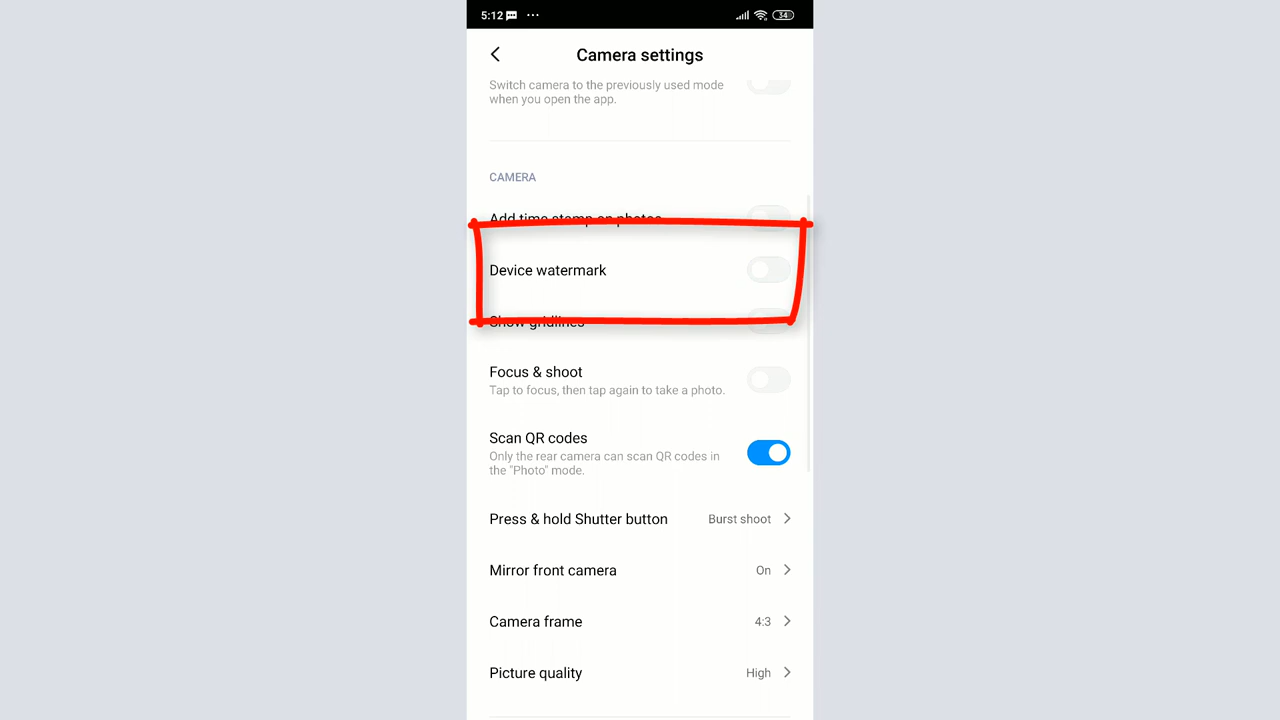 5:12 ... 34
Camera settings
Switch camera to the previously used mode
when you open the app.
CAMERA
Add time stamp on photos
Device watermark
Show gridlines
Focus & shoot
Tap to focus, then tap again to take a photo.
Scan QR codes
Only the rear camera can scan QR codes in
the "Photo" mode.
Press & hold Shutter button Burst shoot
Mirror front camera On
Camera frame 4:3
Picture quality High